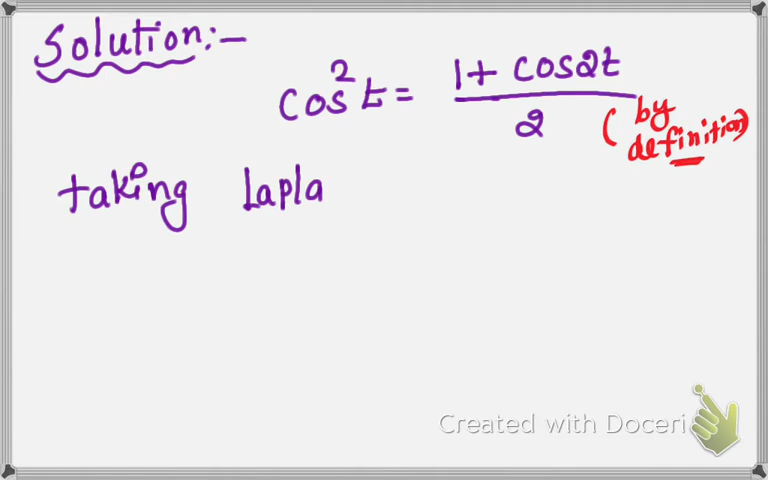 Solution:-
cos²t = 1 + cos2t / 2 (by definition)
taking Lapla
Created with Doceri